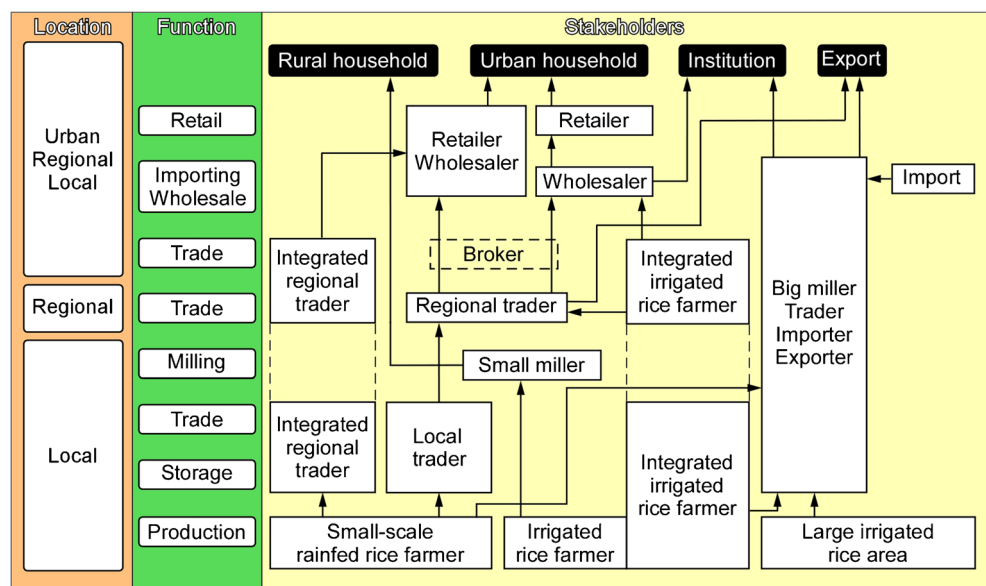 Location
Function
Stakeholders
Urban
Regional
Local
Regional
Local
Retail
Importing
Wholesale
Trade
Trade
Milling
Trade
Storage
Production
Rural household
Urban household
Institution
Export
Retailer
Wholesaler
Retailer
Wholesaler
Import
Integrated
regional
trader
Broker
Integrated
irrigated
rice farmer
Regional trader
Big miller
Trader
Importer
Exporter
Small miller
Integrated
regional
trader
Local
trader
Integrated
irrigated
rice farmer
Small-scale
rainfed rice farmer
Irrigated
rice farmer
Large irrigated
rice area